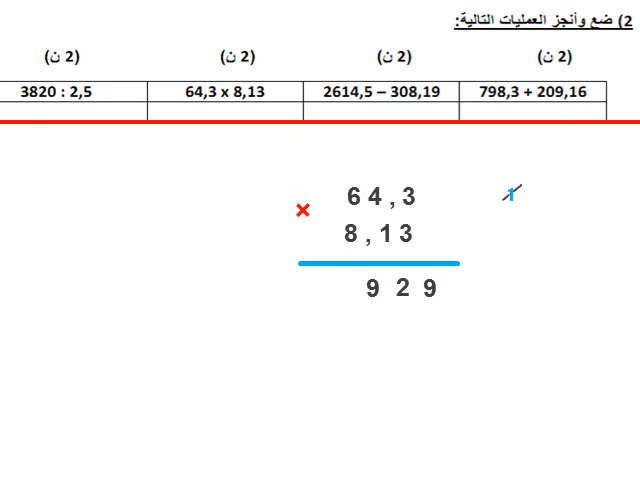 2) ضع وأنجز العمليات التالية:
(2 ن) (2 ن) (2 ن) (2 ن)
3820 : 2,5 64,3 x 8,13 2614,5 – 308,19 798,3 + 209,16
64,3 1
×
8,13
929